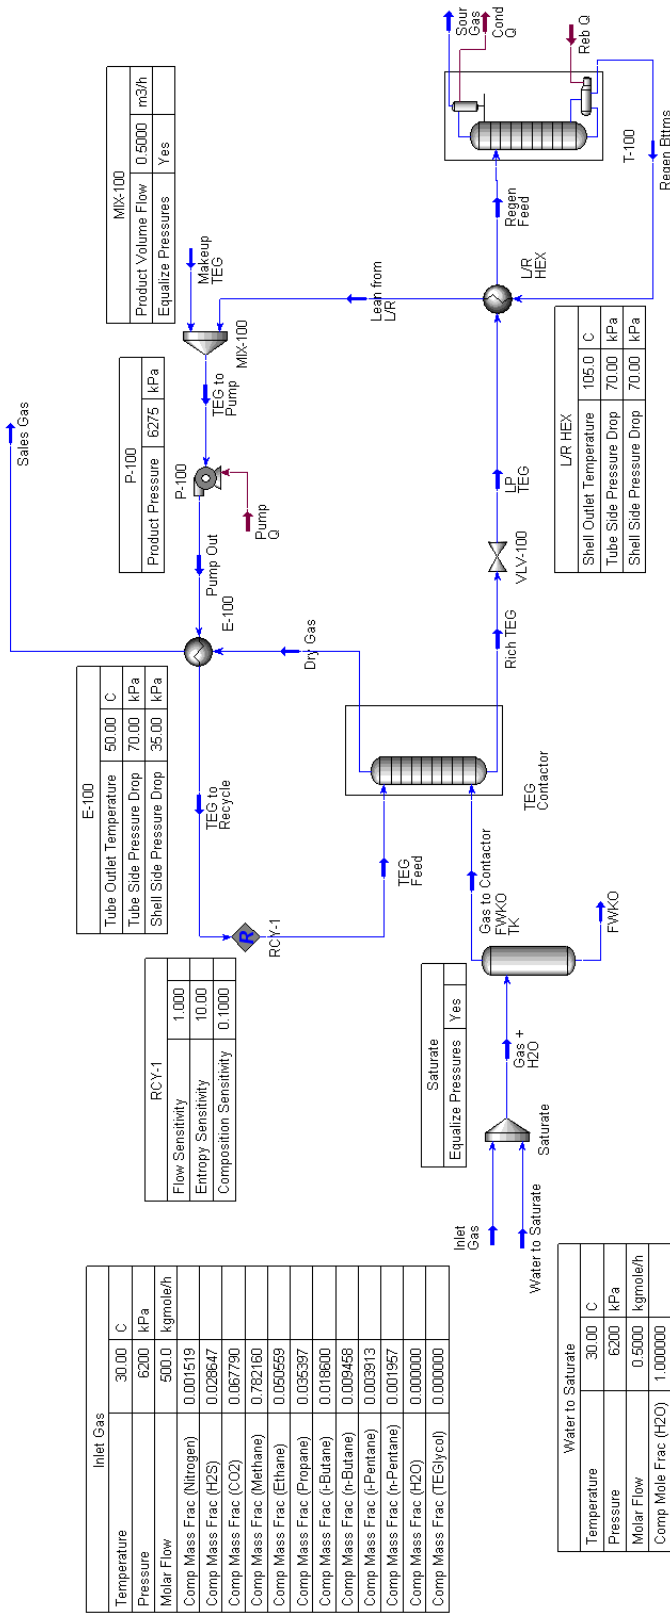 Inlet Gas
Temperature 30.00 C
Pressure 6200 kPa
Molar Flow 500.0 kgmole/h
Comp Mass Frac (Nitrogen) 0.001519
Comp Mass Frac (H2S) 0.028647
Comp Mass Frac (CO2) 0.067790
Comp Mass Frac (Methane) 0.782160
Comp Mass Frac (Ethane) 0.050559
Comp Mass Frac (Propane) 0.035397
Comp Mass Frac (i-Butane) 0.018600
Comp Mass Frac (n-Butane) 0.009458
Comp Mass Frac (i-Pentane) 0.003913
Comp Mass Frac (n-Pentane) 0.001957
Comp Mass Frac (H2O) 0.000000
Comp Mass Frac (TEGlycol) 0.000000
RCY-1
Flow Sensitivity 1.000
Entropy Sensitivity 10.00
Composition Sensitivity 0.1000
E-100
Tube Outlet Temperature 50.00 C
Tube Side Pressure Drop 70.00 kPa
Shell Side Pressure Drop 35.00 kPa
Sales Gas
P-100
Product Pressure 6275 kPa
MIX-100
Product Volume Flow 0.5000 m3/h
Equalize Pressures Yes
R
RCY-1
TEG to
Recycle
E-100
Pump Out
P-100
Pump
Q
TEG to
Pump
MIX-100
Makeup
TEG
Dry Gas
Lean from
L/R
TEG
Feed
TEG
Contactor
Rich TEG
VLV-100
LP
TEG
L/R
HEX
Regen
Feed
Sour
Gas
Cond
Q
Reb Q
T-100
Regen Bttms
Saturate
Equalize Pressures Yes
Inlet
Gas
Water to Saturate
Saturate
Gas +
H2O
Gas to Contactor
FWKO
TK
FWKO
L/R HEX
Shell Outlet Temperature 105.0 C
Tube Side Pressure Drop 70.00 kPa
Shell Side Pressure Drop 70.00 kPa
Water to Saturate
Temperature 30.00 C
Pressure 6200 kPa
Molar Flow 0.5000 kgmole/h
Comp Mole Frac (H2O) 1.000000